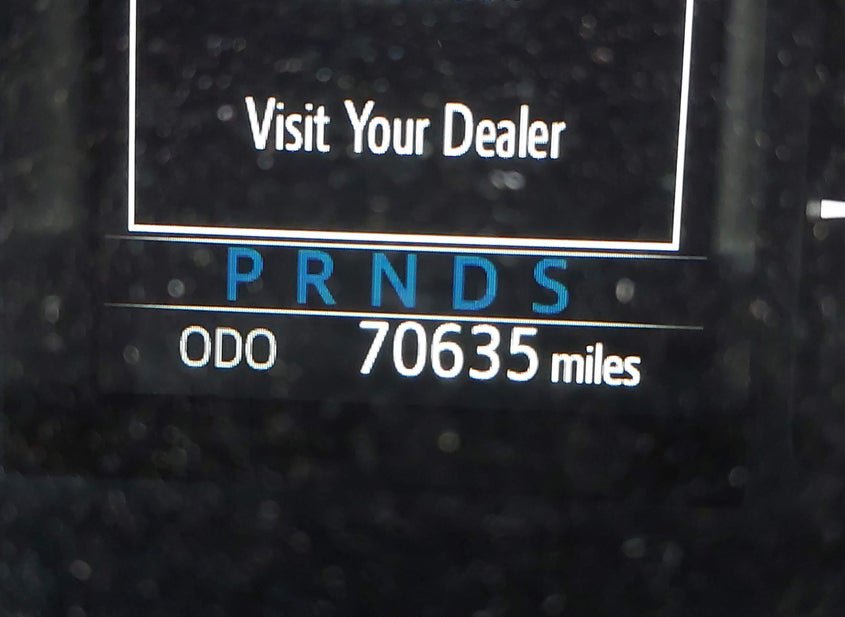 Visit Your Dealer
P R N D S
ODO 70635 miles